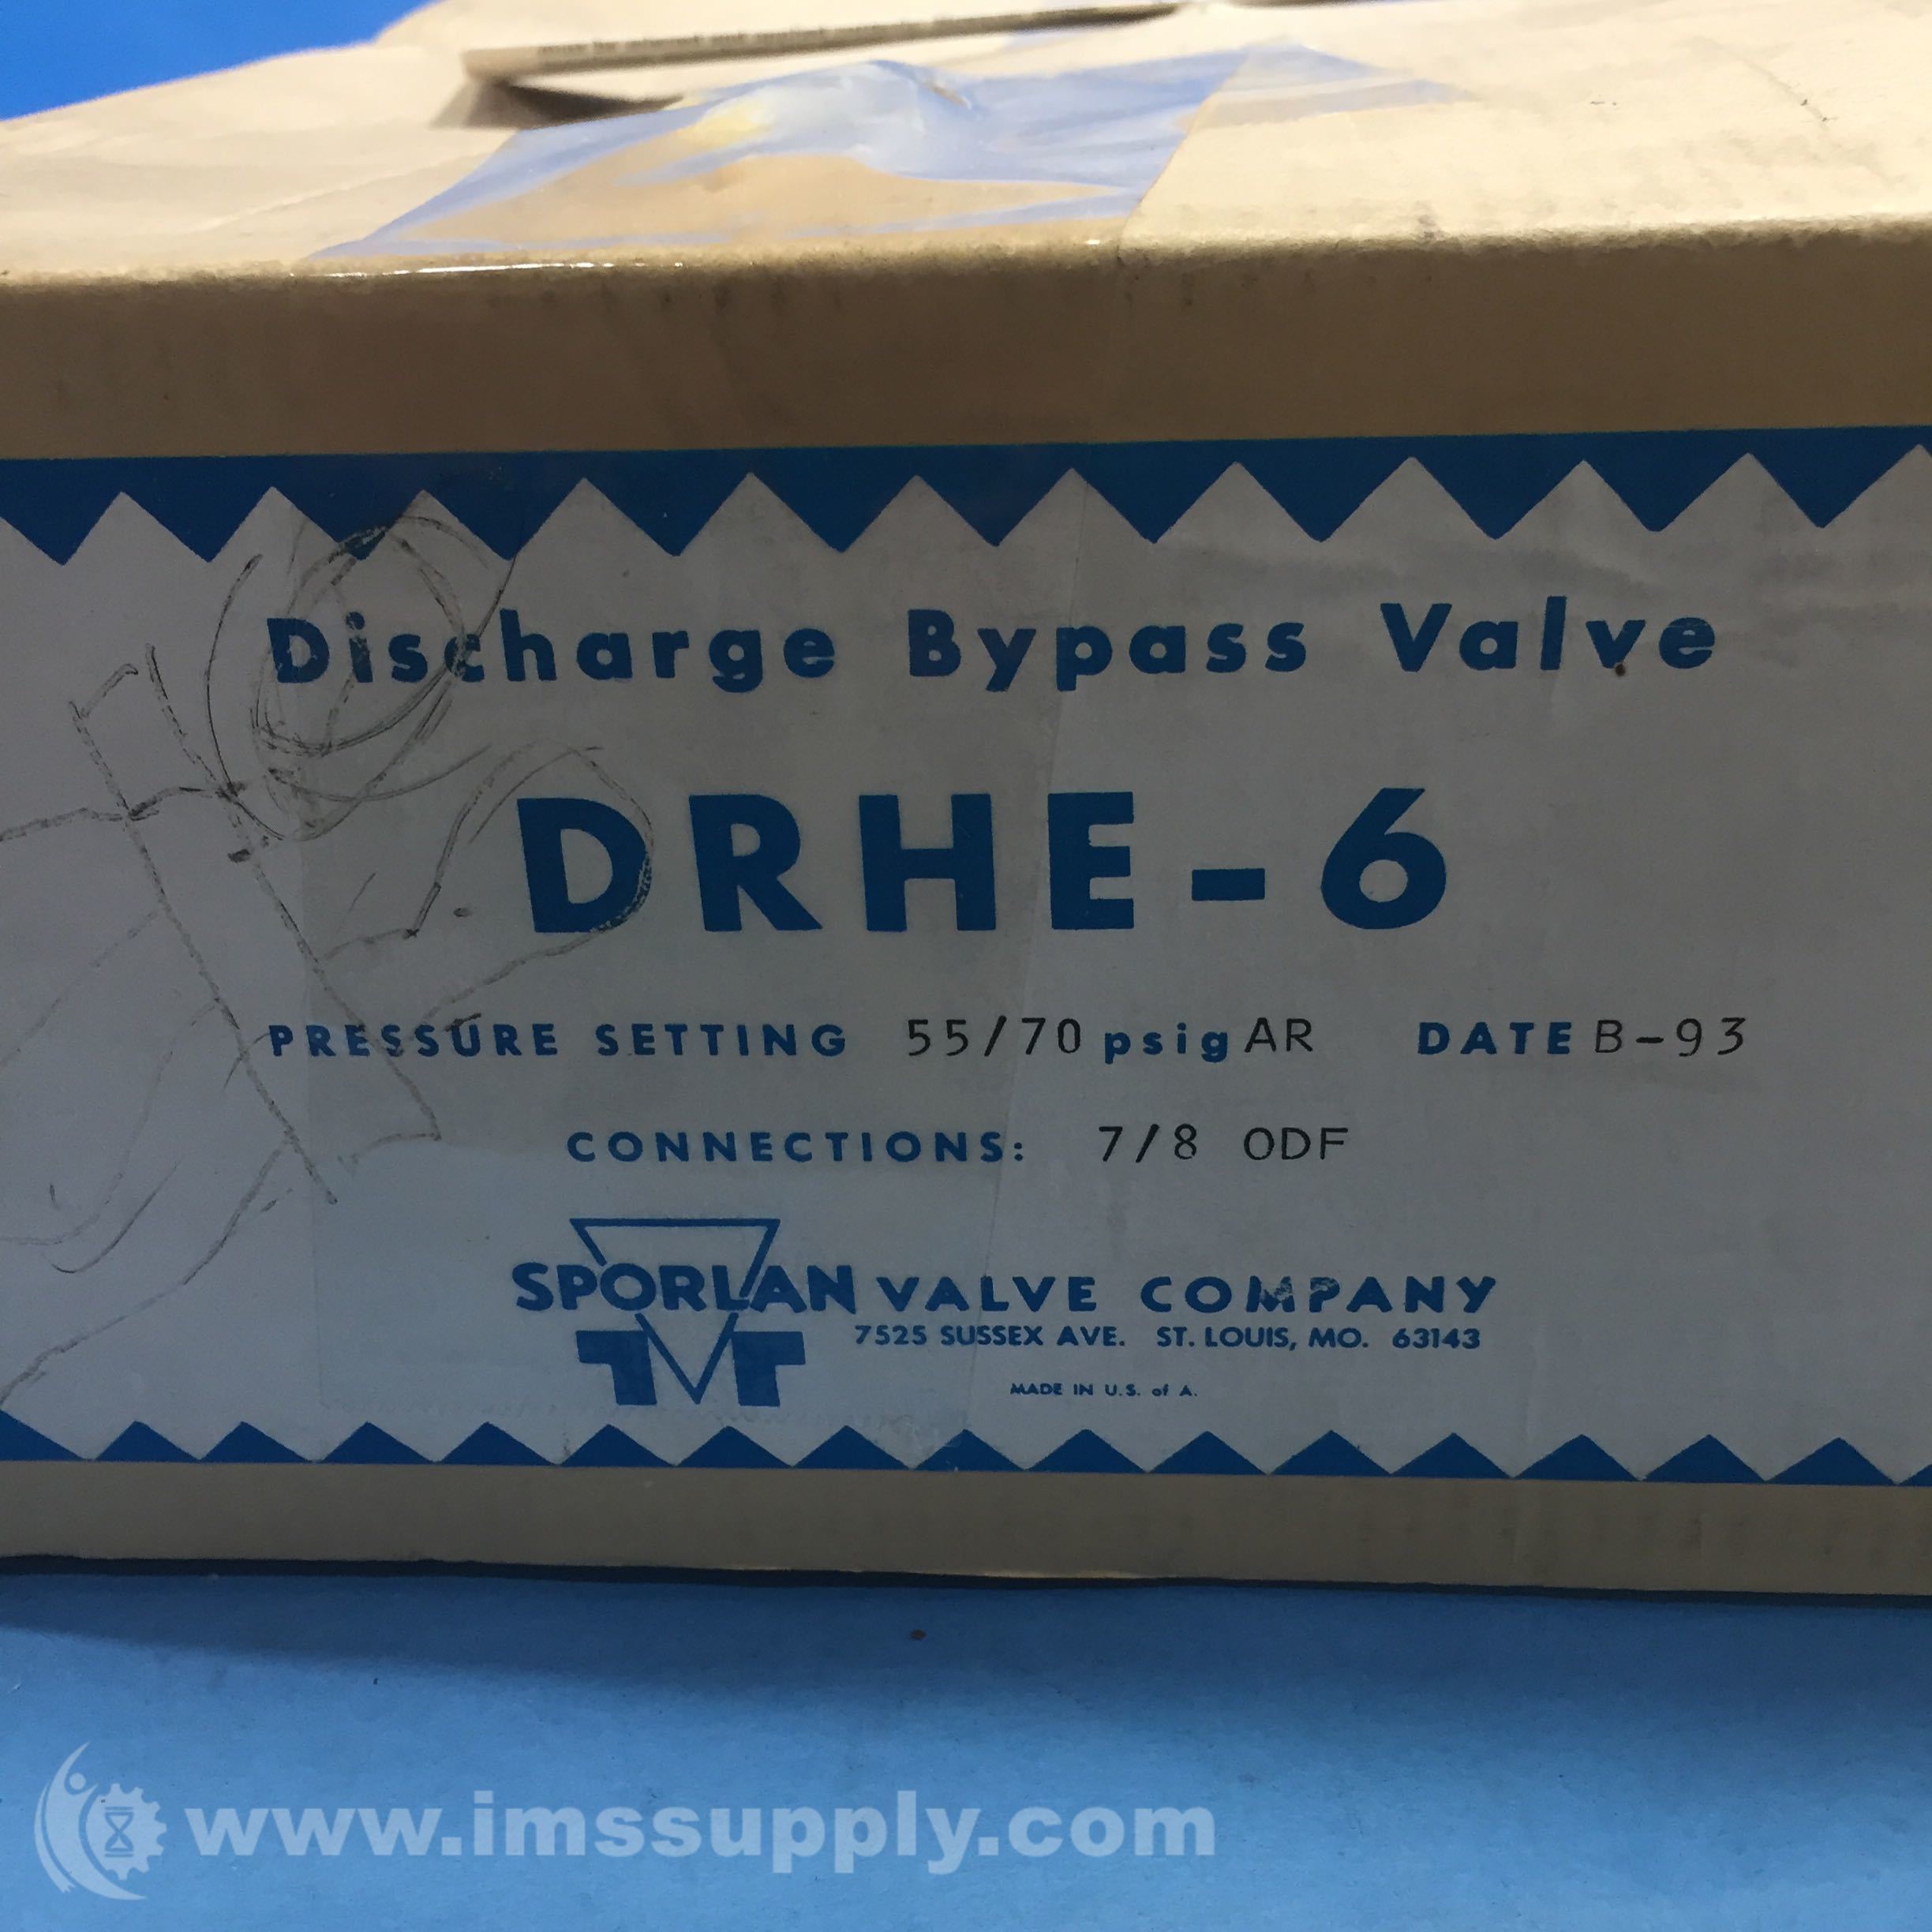 Discharge Bypass Valve
DRHE-6
PRESSURE SETTING 55/70 psig AR DATE B-93
CONNECTIONS: 7/8 ODF
SPORLAN VALVE COMPANY
7525 SUSSEX AVE. ST. LOUIS, MO. 63143
MADE IN U.S. of A.
www.imssupply.com